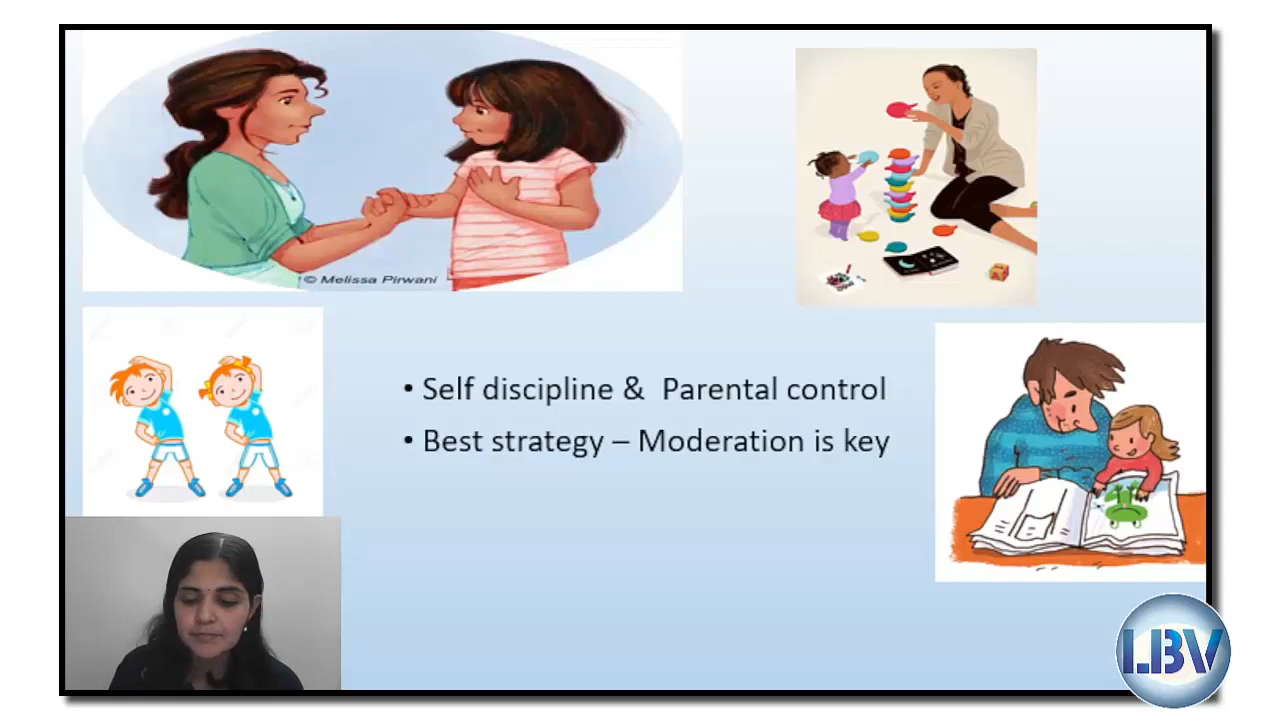 © Melissa Pirwani
• Self discipline & Parental control
• Best strategy – Moderation is key
LBV